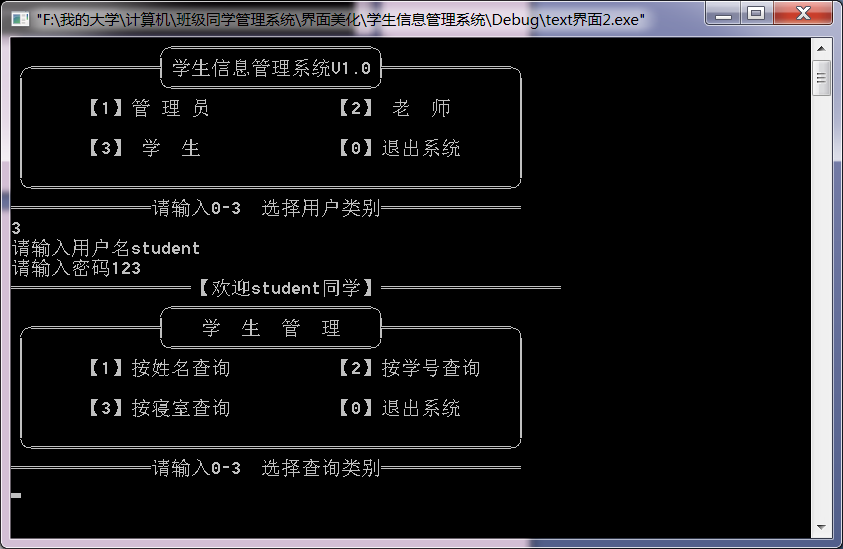 "F:\我的大学\计算机\班级同学管理系统\界面美化\学生信息管理系统\Debug\text界面2.exe"
学生信息管理系统V1.0
【1】管 理 员 【2】 老  师
【3】 学  生 【0】退出系统
请输入0-3  选择用户类别
3
请输入用户名student
请输入密码123
【欢迎student同学】
学  生  管  理
【1】按姓名查询 【2】按学号查询
【3】按寝室查询 【0】退出系统
请输入0-3  选择查询类别